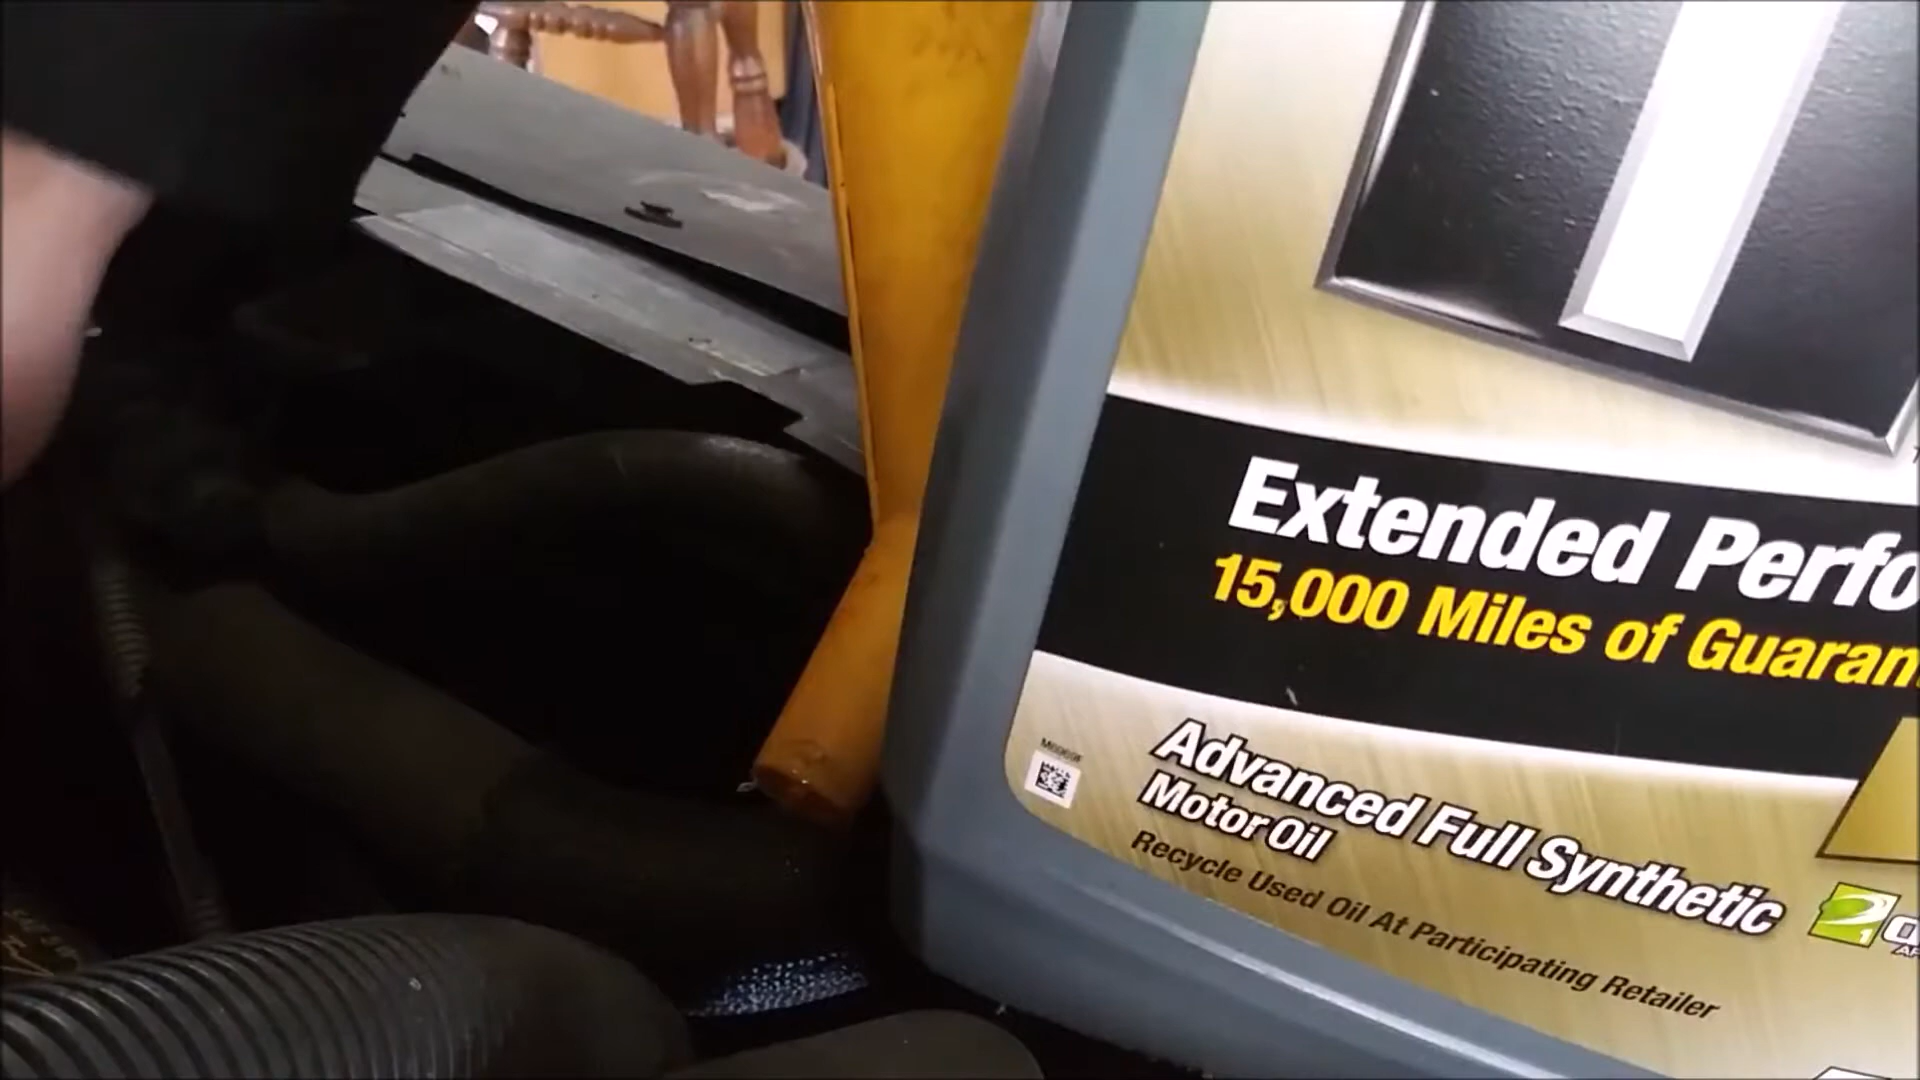 Extended Perfo
15,000 Miles of Guaran
Advanced Full Synthetic
Motor Oil
Recycle Used Oil At Participating Retailer